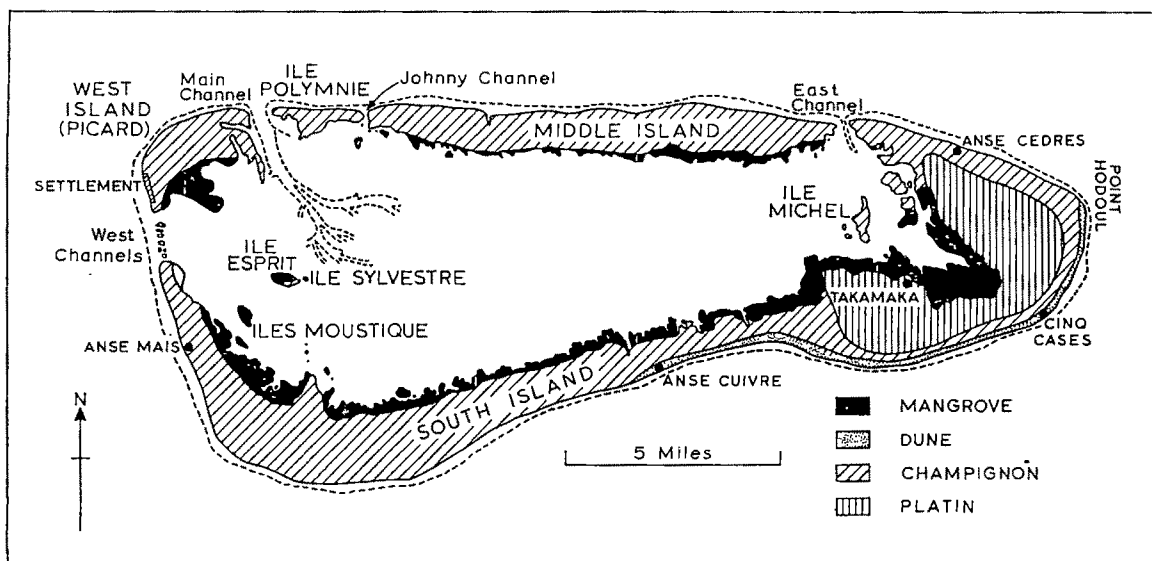 WEST
ISLAND
(PICARD)
Main
Channel
ILE
POLYMNIE
Johnny Channel
MIDDLE ISLAND
East
Channel
ANSE CEDRES
POINT
HODOUL
SETTLEMENT
West
Channels
ILE
ESPRIT
ILE SYLVESTRE
ILE
MICHEL
TAKAMAKA
ILES MOUSTIQUE
ANSE MAIS
CINQ
CASES
ANSE CUIVRE
SOUTH ISLAND
N
5 Miles
MANGROVE
DUNE
CHAMPIGNON
PLATIN